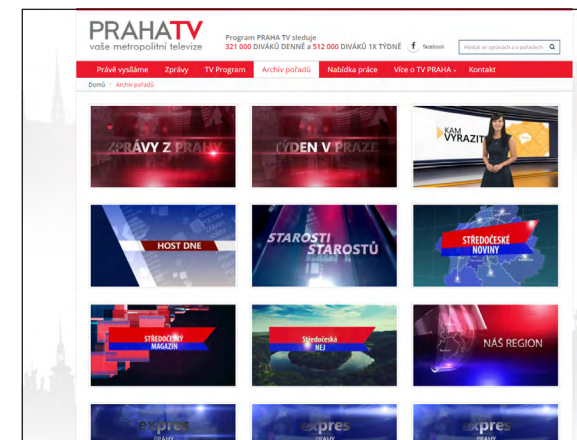 PRAHATV
vaše metropolitní televize
Program PRAHA TV sleduje
321 000 DIVÁKŮ DENNĚ a 512 000 DIVÁKŮ 1X TÝDNĚ
f facebook
Hledat ve zprávách a v pořadech
Právě vysíláme Zprávy TV Program Archiv pořadů Nabídka práce Více o TV PRAHA Kontakt
Domů / Archiv pořadů
ZPRÁVY Z PRAHY
TÝDEN V PRAZE
KAM
VYRAZIT
HOST DNE
STAROSTI
STAROSTŮ
STŘEDOČESKÉ
NOVINY
STŘEDOČESKÝ
MAGAZÍN
Středočeská
NEJ
NÁŠ REGION
expres
PRAHY
expres
PRAHY
expres
PRAHY